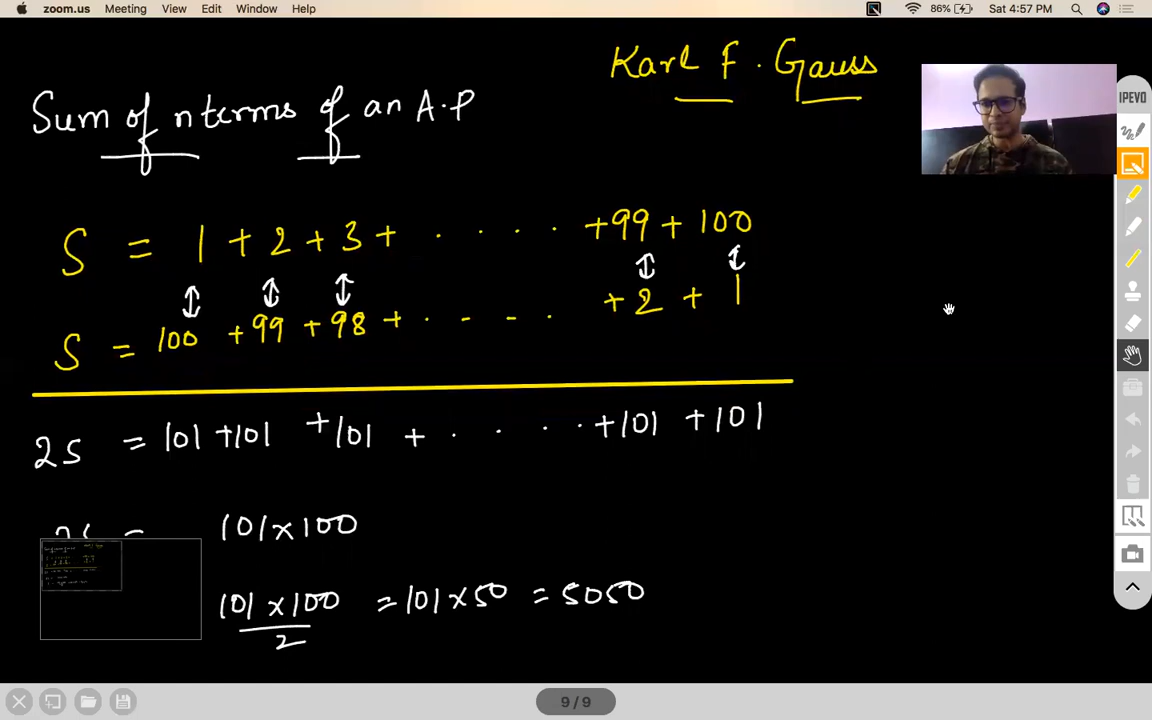 zoom.us Meeting View Edit Window Help 86% Sat 4:57 PM
Karl F. Gauss
Sum of n terms of an A.P
IPEVO
S = 1 + 2 + 3 + . . . . +99 + 100
S = 100 +99 +98 + . - - . +2 + 1
2S = 101 +101 +101 + . . . . +101 +101
101×100
101×100/2 = 101×50 = 5050
9 / 9